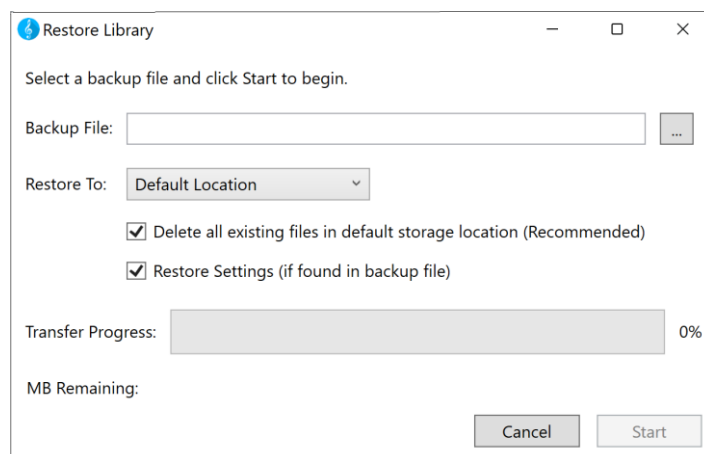 Restore Library
Select a backup file and click Start to begin.
Backup File: ...
Restore To: Default Location
Delete all existing files in default storage location (Recommended)
Restore Settings (if found in backup file)
Transfer Progress: 0%
MB Remaining:
Cancel Start